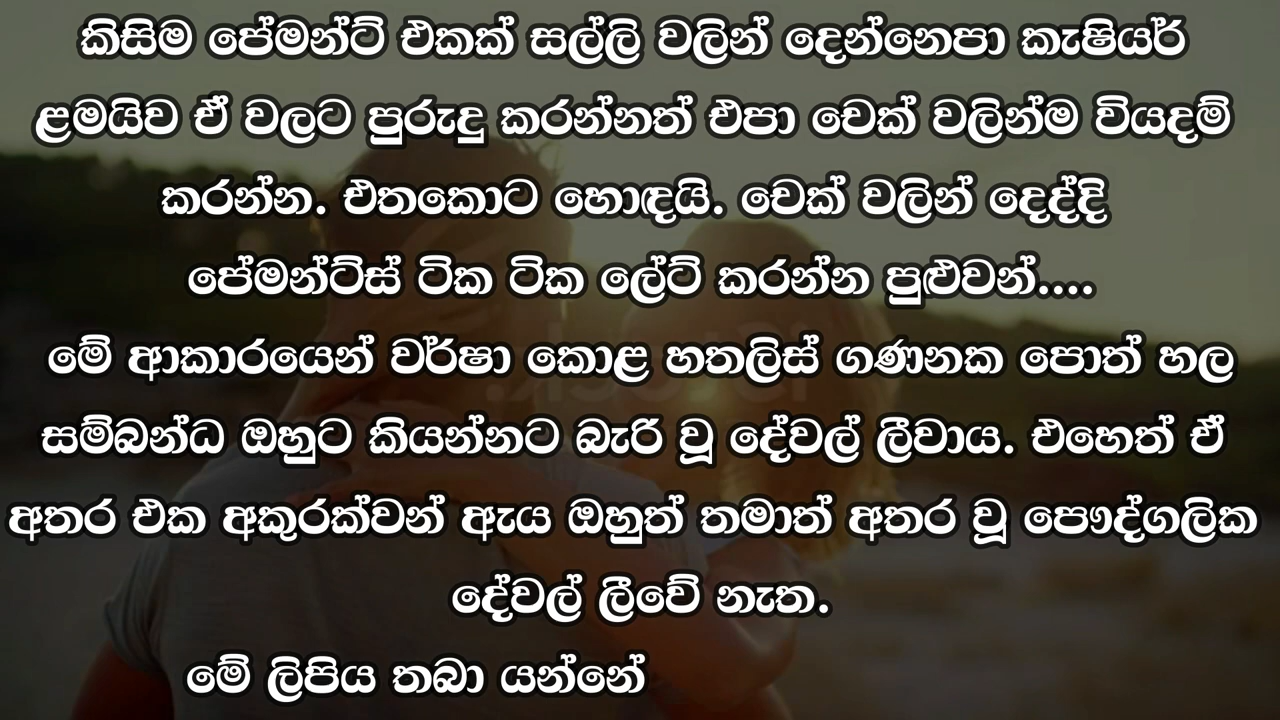 කිසිම පේමන්ට් එකක් සල්ලි වලින් දෙන්නෙපා කැෂියර්
ළමයිව ඒ වලට පුරුදු කරන්නත් එපා චෙක් වලින්ම වියදම්
කරන්න. එතකොට හොඳයි. චෙක් වලින් දෙද්දි
පේමන්ට්ස් ටික ටික ලේට් කරන්න පුළුවන්....
මේ ආකාරයෙන් වර්ෂා කොළ හතලිස් ගණනක පොත් හල
සම්බන්ධ ඔහුට කියන්නට බැරි වූ දේවල් ලීවාය. එහෙත් ඒ
අතර එක අකුරක්වත් ඇය ඔහුත් තමාත් අතර වූ පෞද්ගලික
දේවල් ලීවේ නැත.
මේ ලිපිය තබා යන්නේ